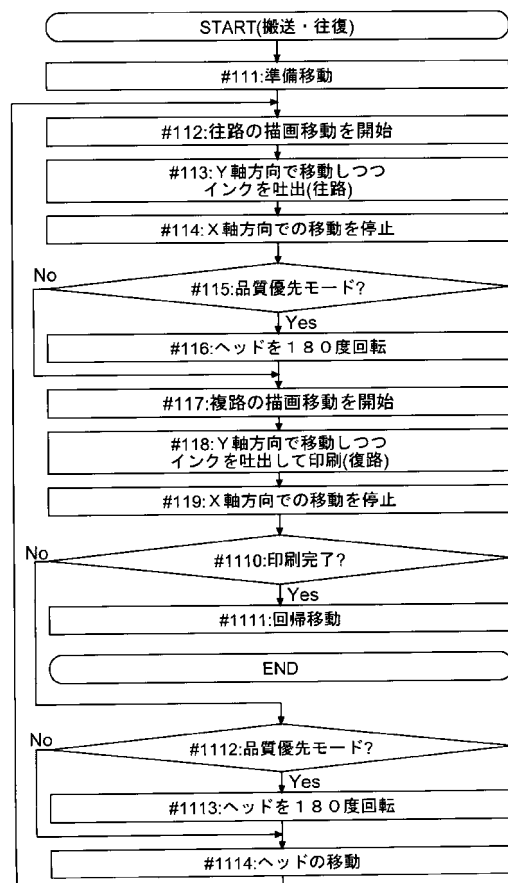 START(搬送・往復)
#111:準備移動
#112:往路の描画移動を開始
#113:Y軸方向で移動しつつ
インクを吐出(往路)
#114:X軸方向での移動を停止
No
#115:品質優先モード?
Yes
#116:ヘッドを180度回転
#117:複路の描画移動を開始
#118:Y軸方向で移動しつつ
インクを吐出して印刷(復路)
#119:X軸方向での移動を停止
No
#1110:印刷完了?
Yes
#1111:回帰移動
END
No
#1112:品質優先モード?
Yes
#1113:ヘッドを180度回転
#1114:ヘッドの移動